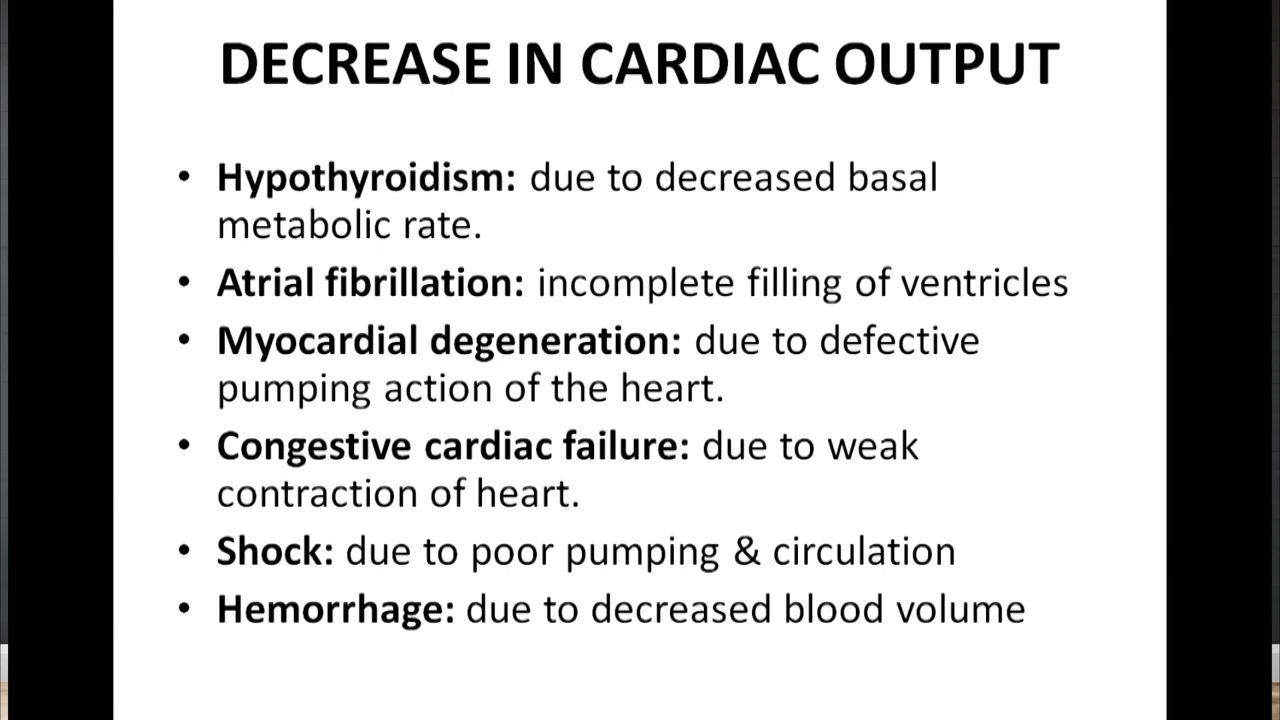 DECREASE IN CARDIAC OUTPUT
• Hypothyroidism: due to decreased basal
metabolic rate.
• Atrial fibrillation: incomplete filling of ventricles
• Myocardial degeneration: due to defective
pumping action of the heart.
• Congestive cardiac failure: due to weak
contraction of heart.
• Shock: due to poor pumping & circulation
• Hemorrhage: due to decreased blood volume